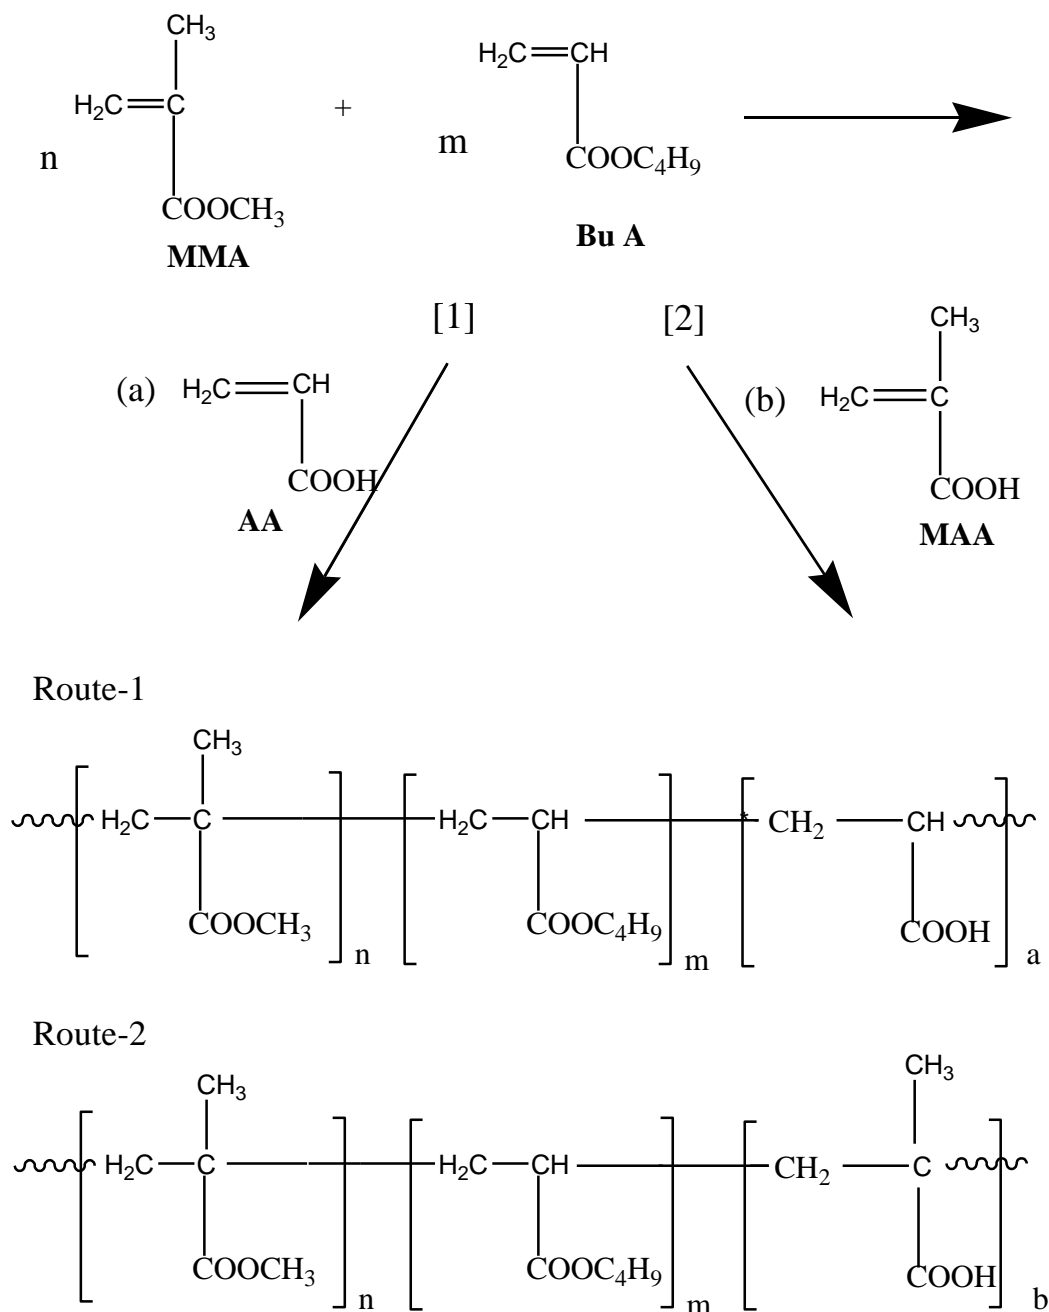 CH₃
H₂C=C
n
COOCH₃
MMA
+
H₂C=CH
m
COOC₄H₉
Bu A
[1]
[2]
(a) H₂C=CH
COOH
AA
CH₃
(b) H₂C=C
COOH
MAA
Route-1
CH₃
H₂C C H₂C CH * CH₂ CH
COOCH₃ COOC₄H₉ COOH
n m a
Route-2
CH₃ CH₃
H₂C C H₂C CH CH₂ C
COOCH₃ COOC₄H₉ COOH
n m b